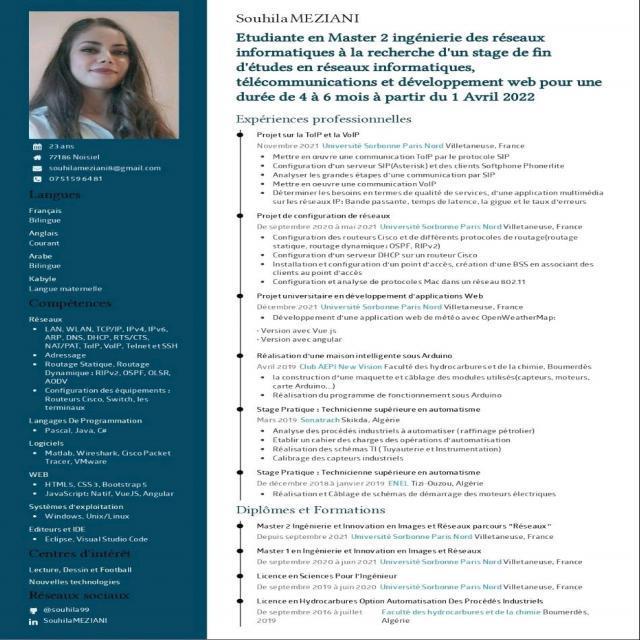 SouhilaMEZIANI
Etudiante en Master 2 ingénierie des réseaux
informatiques à la recherche d'un stage de fin
d'études en réseaux informatiques,
télécommunications et développement web pour une
durée de 4 à 6 mois à partir du 1 Avril 2022
23 ans
77186 Noisiel
souhilameziani8@gmail.com
0751596481
Langues
Français
Bilingue
Anglais
Courant
Arabe
Bilingue
Kabyle
Langue maternelle
Compétences
Réseaux
• LAN, WLAN, TCP/IP, IPv4, IPv6,
ARP, DNS, DHCP, RTS/CTS,
NAT/PAT, ToIP, VoIP, Telnet et SSH
• Adressage
• Routage Statique, Routage
Dynamique : RIPv2, OSPF, OLSR,
AODV
• Configuration des équipements :
Routeurs Cisco, Switch, les
terminaux
Langages De Programmation
• Pascal, Java, C#
Logiciels
• Matlab, Wireshark, Cisco Packet
Tracer, VMware
WEB
• HTML5, CSS3, Bootstrap 5
• JavaScript: Natif, VueJS, Angular
Systèmes d'exploitation
• Windows, Unix/Linux
Editeurs et IDE
• Eclipse, Visual Studio Code
Centres d'intérêt
Lecture, Dessin et Football
Nouvelles technologies
Réseaux sociaux
@souhila99
SouhilaMEZIANI
Expériences professionnelles
Projet sur la ToIP et la VoIP
Novembre 2021 Université Sorbonne Paris Nord Villetaneuse, France
• Mettre en œuvre une communication ToIP par le protocole SIP
• Configuration d'un serveur SIP(Asterisk) et des clients Softphone Phonerlite
• Analyser les grandes étapes d'une communication par SIP
• Mettre en oeuvre une communication VoIP
• Déterminer les besoins en termes de qualité de services, d'une application multimédia
sur les réseaux IP: Bande passante, temps de latence, la gigue et le taux d'erreurs
Projet de configuration de réseaux
De septembre 2020 à mai 2021 Université Sorbonne Paris Nord Villetaneuse, France
• Configuration des routeurs Cisco et de différents protocoles de routage(routage
statique, routage dynamique: OSPF, RIPv2)
• Configuration d'un serveur DHCP sur un routeur Cisco
• Installation et configuration d'un point d'accès, création d'une BSS en associant des
clients au point d'accès
• Configuration et analyse de protocoles Mac dans un réseau 802.11
Projet universitaire en développement d'applications Web
Décembre 2021 Université Sorbonne Paris Nord Villetaneuse, France
• Développement d'une application web de météo avec OpenWeatherMap:
- Version avec Vue js
- Version avec angular
Réalisation d'une maison intelligente sous Arduino
Avril 2019 Club AEPI New Vision Faculté des hydrocarbures et de la chimie, Boumerdès
• la construction d'une maquette et câblage des modules utilisés(capteurs, moteurs,
carte Arduino...)
• Réalisation du programme de fonctionnement sous Arduino
Stage Pratique : Technicienne supérieure en automatisme
Mars 2019 Sonatrach Skikda, Algérie
• Analyse des procédés industriels à automatiser (raffinage pétrolier)
• Etablir un cahier des charges des opérations d'automatisation
• Réalisation des schémas TI (Tuyauterie et Instrumentation)
• Calibrage des capteurs industriels
Stage Pratique : Technicienne supérieure en automatisme
De décembre 2018 à janvier 2019 ENEL Tizi-Ouzou, Algérie
• Réalisation et Câblage de schémas de démarrage des moteurs électriques
Diplômes et Formations
Master 2 Ingénierie et Innovation en Images et Réseaux parcours "Réseaux"
Depuis septembre 2021 Université Sorbonne Paris Nord Villetaneuse, France
Master 1 en Ingénierie et Innovation en Images et Réseaux
De septembre 2020 à juin 2021 Université Sorbonne Paris Nord Villetaneuse, France
Licence en Sciences Pour l'Ingénieur
De septembre 2019 à juin 2020 Université Sorbonne Paris Nord Villetaneuse, France
Licence en Hydrocarbures Option Automatisation Des Procédés Industriels
De septembre 2016 à juillet 2019 Faculté des hydrocarbures et de la chimie Boumerdès,
Algérie